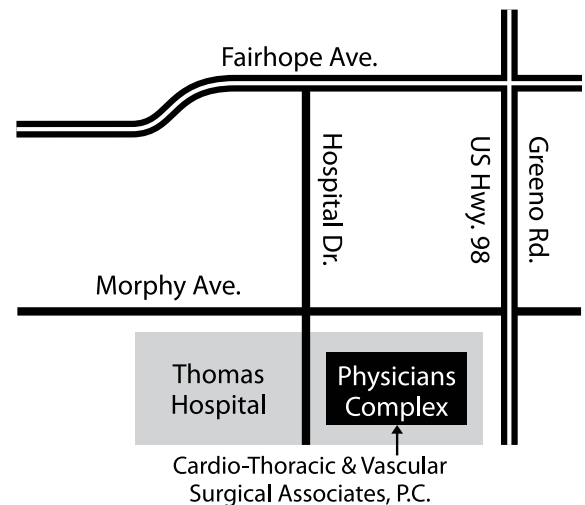 Fairhope Ave.
Hospital Dr.
US Hwy. 98
Greeno Rd.
Morphy Ave.
Thomas
Hospital
Physicians
Complex
Cardio-Thoracic & Vascular
Surgical Associates, P.C.